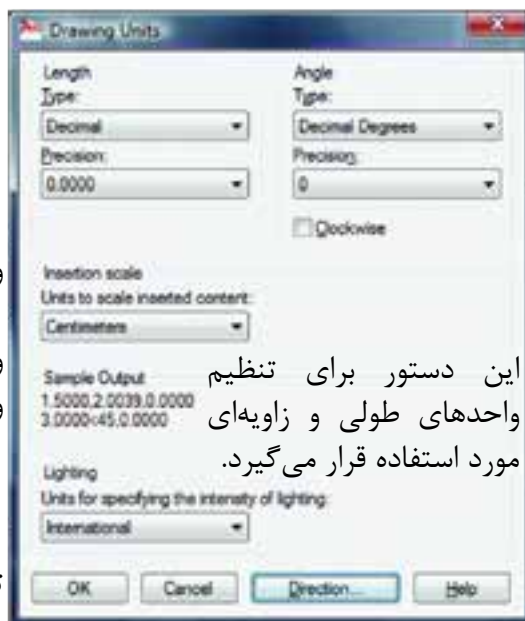 Drawing Units
Length
Type:
Decimal
Precision:
0.0000
Angle
Type:
Decimal Degrees
Precision:
0
Clockwise
Insertion scale
Units to scale inserted content:
Centimeters
Sample Output
1.5000,2.0039,0.0000
3.0000<45,0.0000
این دستور برای تنظیم
واحدهای طولی و زاویه‌ای
مورد استفاده قرار می‌گیرد.
Lighting
Units for specifying the intensity of lighting:
International
OK Cancel Direction... Help